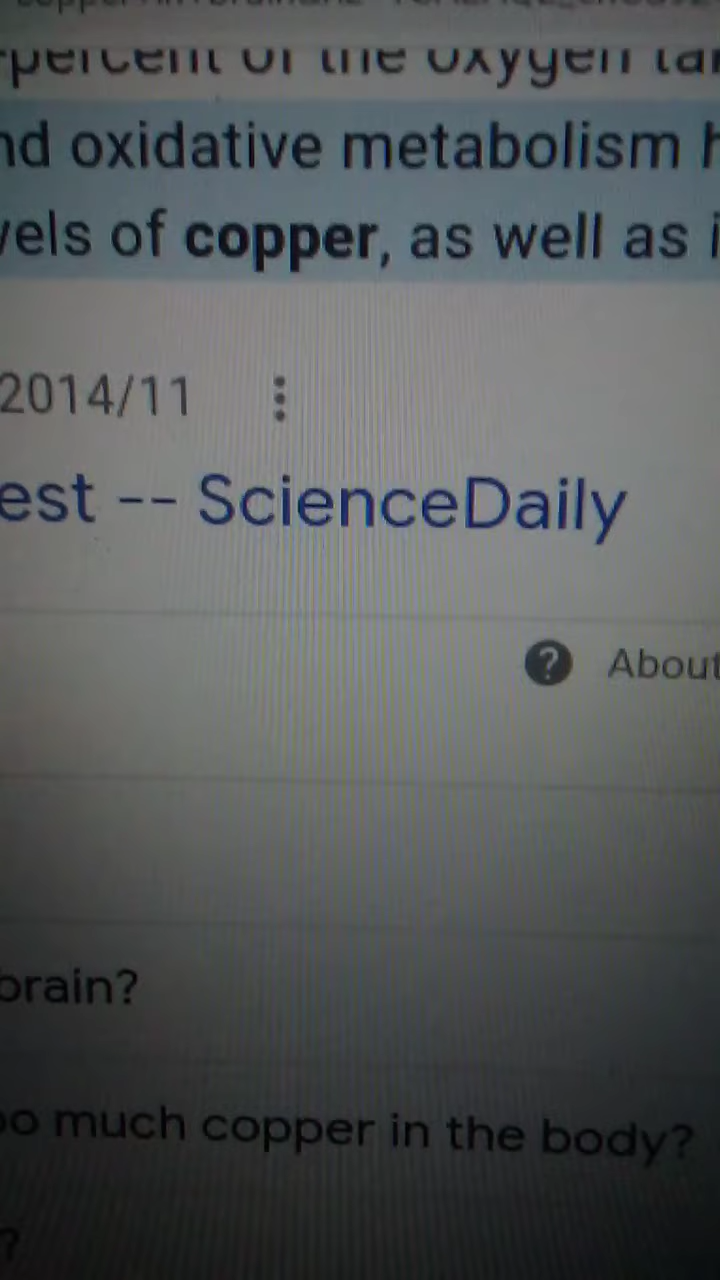 percent of the oxygen
nd oxidative metabolism h
vels of copper, as well as i
2014/11
est -- ScienceDaily
? About
brain?
oo much copper in the body?
?